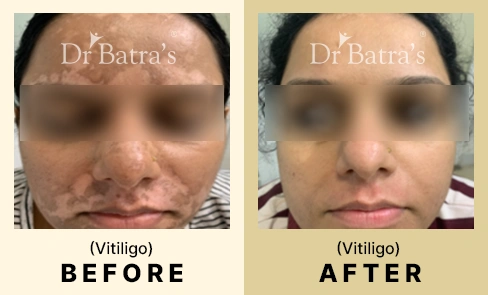 Dr Batra's
Dr Batra's
(Vitiligo)
BEFORE
(Vitiligo)
AFTER